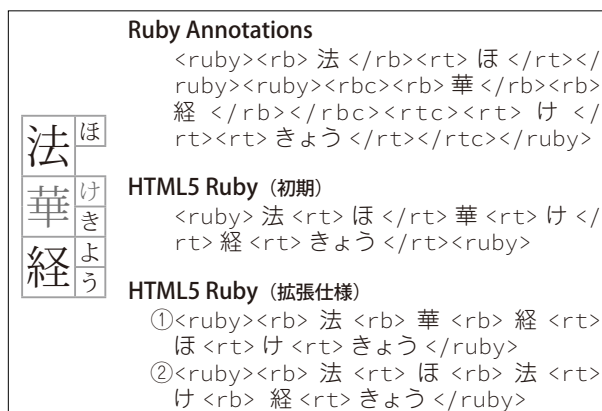 法華経
ほ
けきょう
Ruby Annotations
<ruby><rb> 法 </rb><rt> ほ </rt></
ruby><ruby><rbc><rb> 華 </rb><rb>
経 </rb></rbc><rtc><rt> け </
rt><rt> きょう </rt></rtc></ruby>
HTML5 Ruby（初期）
<ruby> 法 <rt> ほ </rt> 華 <rt> け </
rt> 経 <rt> きょう </rt><ruby>
HTML5 Ruby（拡張仕様）
①<ruby><rb> 法 <rb> 華 <rb> 経 <rt>
ほ <rt> け <rt> きょう </ruby>
②<ruby><rb> 法 <rt> ほ <rb> 法 <rt>
け <rb> 経 <rt> きょう </ruby>